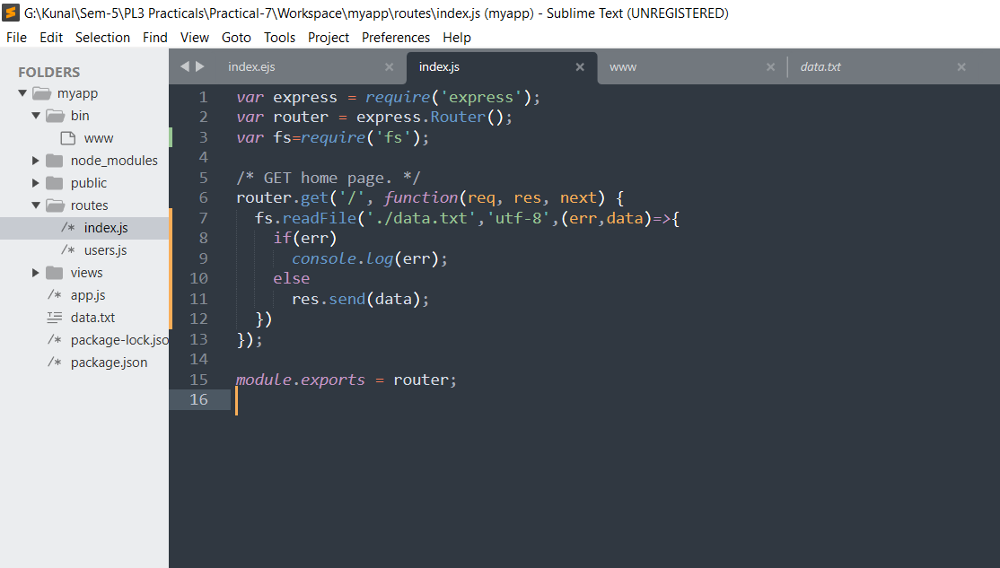 G:\Kunal\Sem-5\PL3 Practicals\Practical-7\Workspace\myapp\routes\index.js (myapp) - Sublime Text (UNREGISTERED)
File Edit Selection Find View Goto Tools Project Preferences Help
FOLDERS
myapp
bin
www
node_modules
public
routes
/* index.js
/* users.js
views
/* app.js
data.txt
/* package-lock.jso
/* package.json
index.ejs × index.js × www × data.txt ×
1 var express = require('express');
2 var router = express.Router();
3 var fs=require('fs');
4
5 /* GET home page. */
6 router.get('/', function(req, res, next) {
7   fs.readFile('./data.txt','utf-8',(err,data)=>{
8     if(err)
9       console.log(err);
10     else
11       res.send(data);
12   })
13 });
14
15 module.exports = router;
16